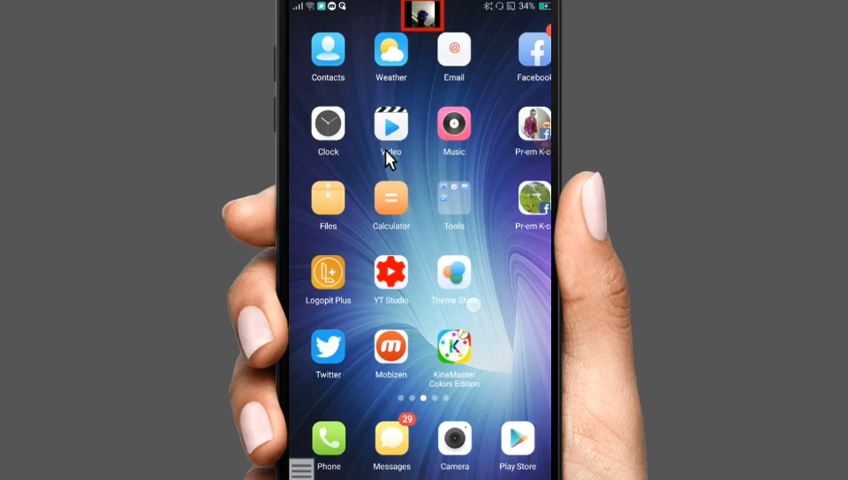 34%
Contacts Weather Email Facebook
Clock Video Music Pr-em K-c
Files Calculator Tools Pr-em K-c
Logopit Plus YT Studio Theme
Twitter Mobizen KineMaster
Colors Edition
29
Phone Messages Camera Play Store